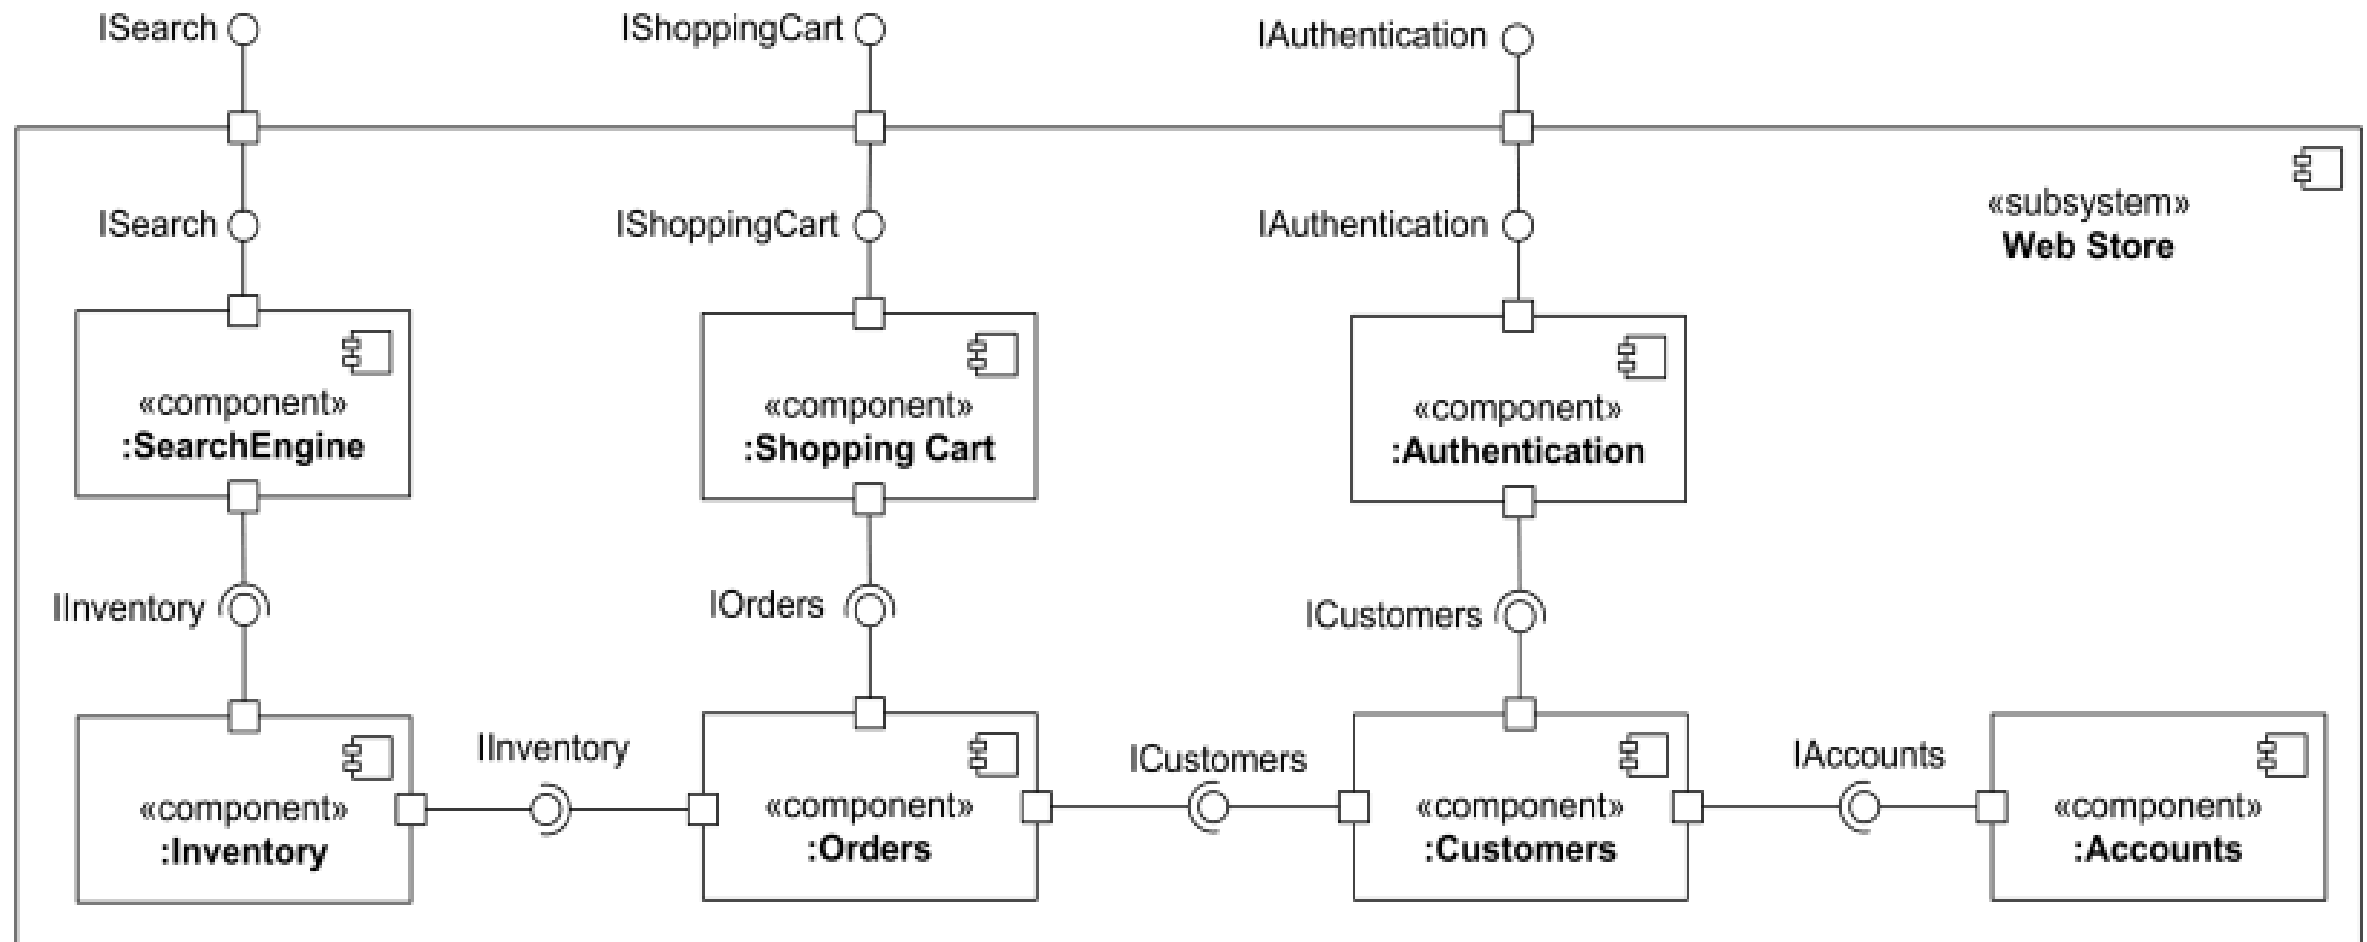 ISearch
IShoppingCart
IAuthentication
ISearch
IShoppingCart
IAuthentication
«subsystem»
Web Store
«component»
:SearchEngine
«component»
:Shopping Cart
«component»
:Authentication
IInventory
IOrders
ICustomers
IInventory
ICustomers
IAccounts
«component»
:Inventory
«component»
:Orders
«component»
:Customers
«component»
:Accounts